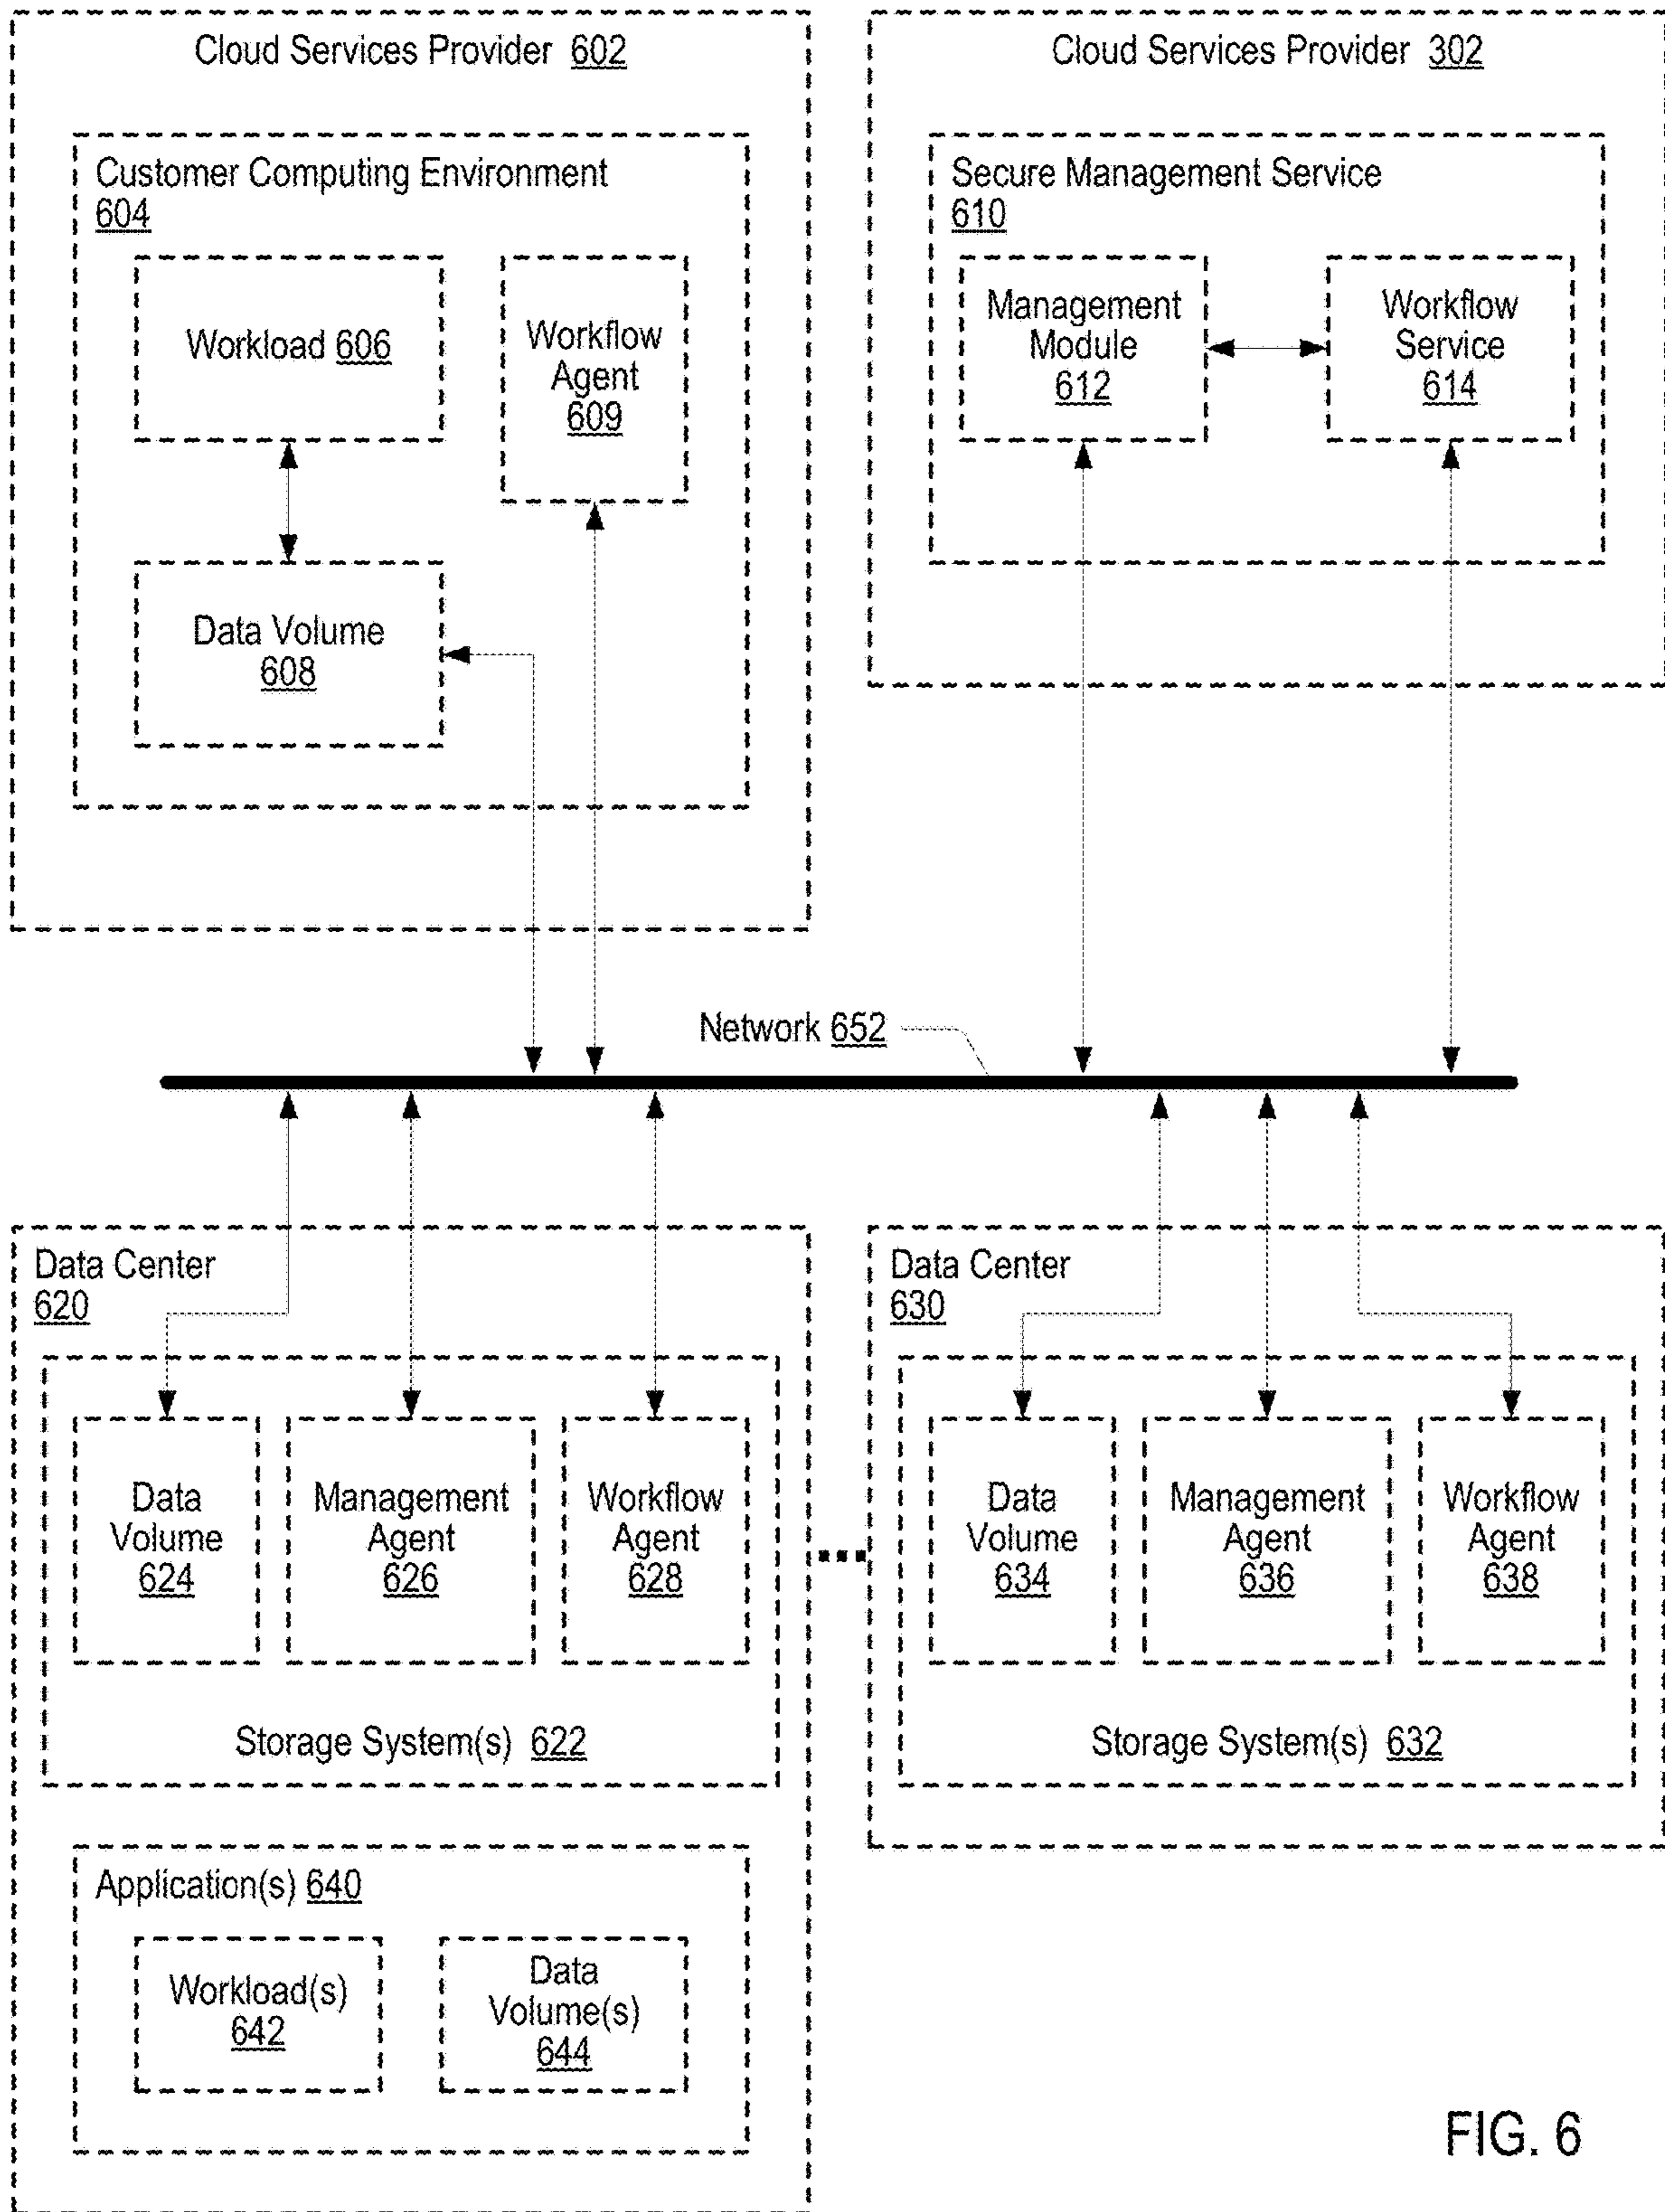 Cloud Services Provider 602
Customer Computing Environment
604
Workload 606
Workflow
Agent
609
Data Volume
608
Cloud Services Provider 302
Secure Management Service
610
Management
Module
612
Workflow
Service
614
Network 652
Data Center
620
Data
Volume
624
Management
Agent
626
Workflow
Agent
628
Storage System(s) 622
Application(s) 640
Workload(s)
642
Data
Volume(s)
644
Data Center
630
Data
Volume
634
Management
Agent
636
Workflow
Agent
638
Storage System(s) 632
FIG. 6